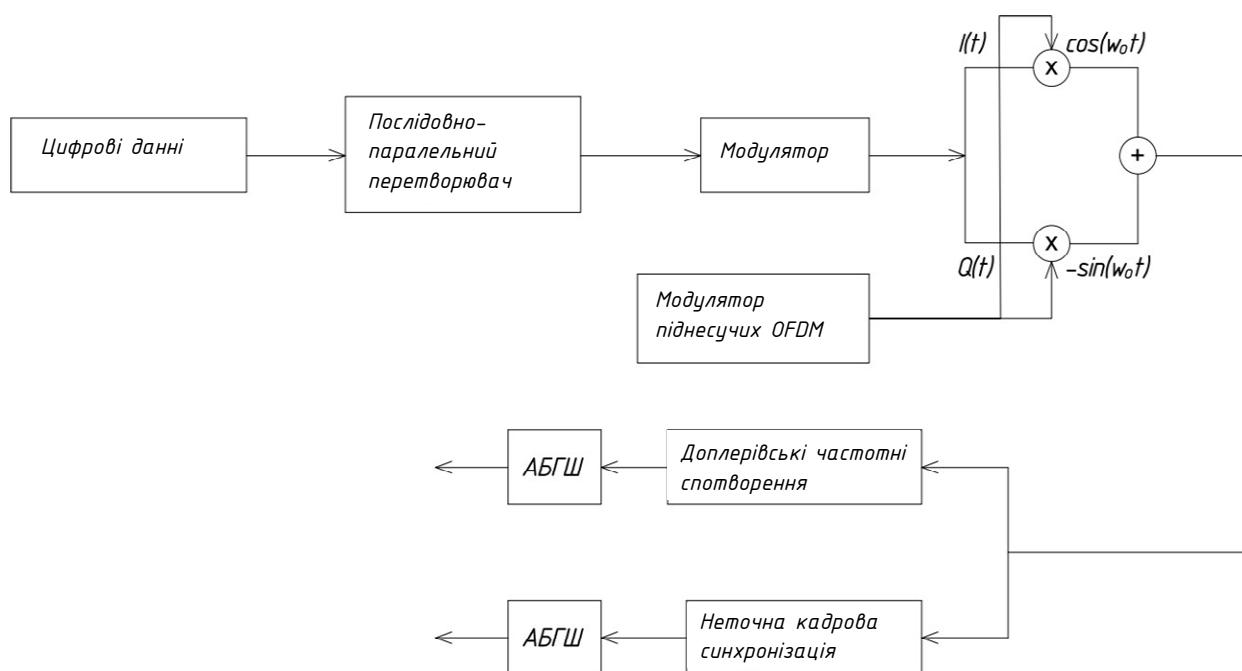 I(t)
cos(w₀t)
x
Цифрові данні
Послідовно-
паралельний
перетворювач
Модулятор
+
x
Q(t)
-sin(w₀t)
Модулятор
піднесучих OFDM
АБГШ
Доплерівські частотні
спотворення
АБГШ
Неточна кадрова
синхронізація